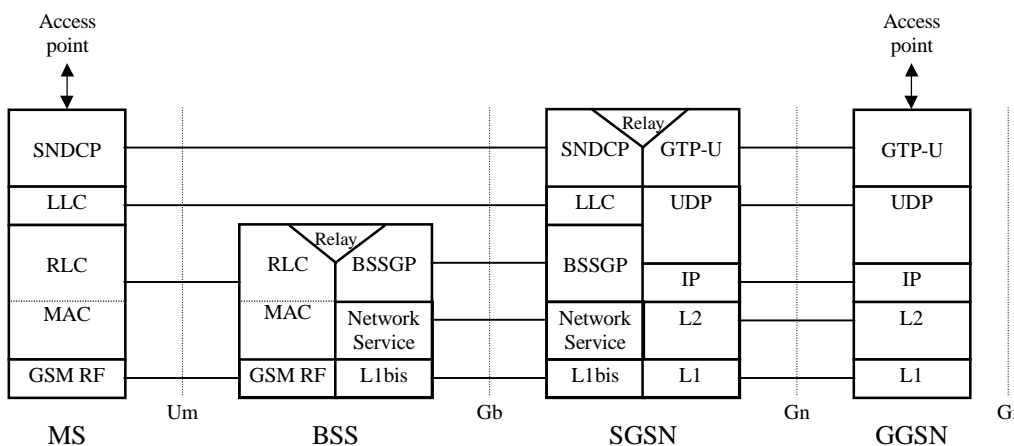 Access
point
Access
point
Relay
SNDCP
SNDCP
GTP-U
GTP-U
LLC
LLC
UDP
UDP
Relay
RLC
RLC
BSSGP
BSSGP
IP
IP
MAC
MAC
Network
Service
Network
Service
L2
L2
GSM RF
GSM RF
L1bis
L1bis
L1
L1
Um
Gb
Gn
MS
BSS
SGSN
GGSN